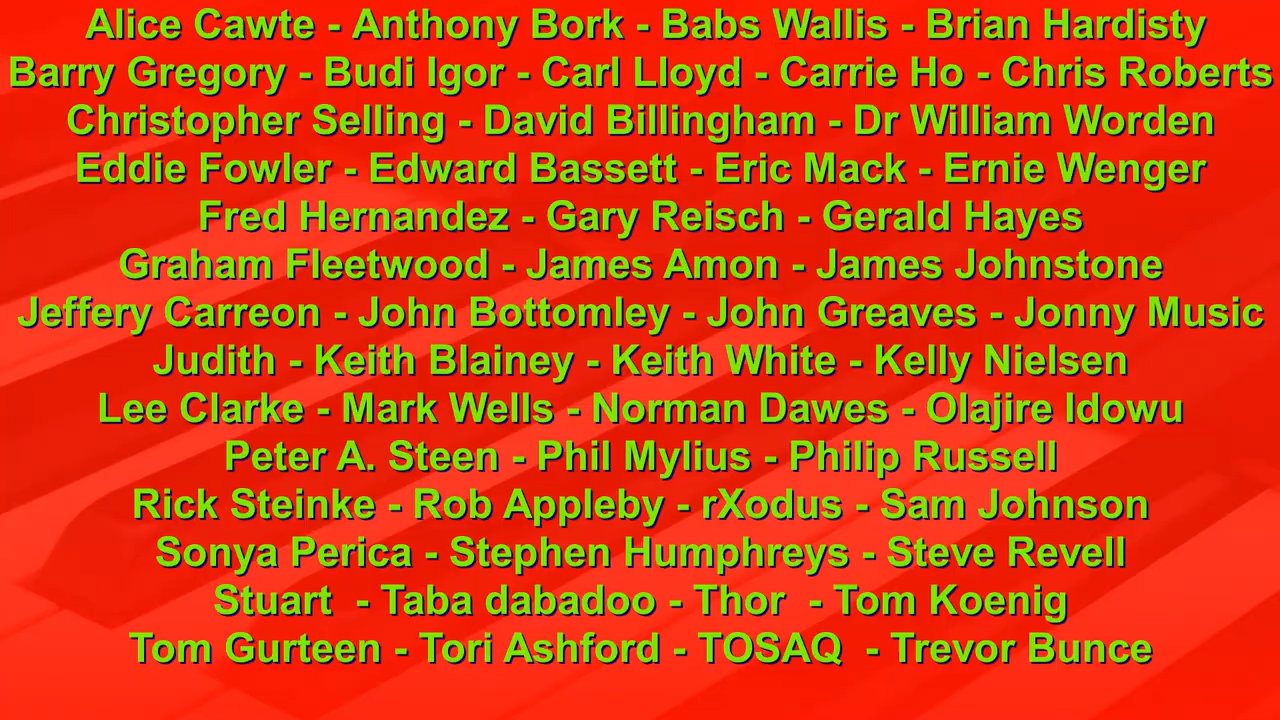 Alice Cawte - Anthony Bork - Babs Wallis - Brian Hardisty
Barry Gregory - Budi Igor - Carl Lloyd - Carrie Ho - Chris Roberts
Christopher Selling - David Billingham - Dr William Worden
Eddie Fowler - Edward Bassett - Eric Mack - Ernie Wenger
Fred Hernandez - Gary Reisch - Gerald Hayes
Graham Fleetwood - James Amon - James Johnstone
Jeffery Carreon - John Bottomley - John Greaves - Jonny Music
Judith - Keith Blainey - Keith White - Kelly Nielsen
Lee Clarke - Mark Wells - Norman Dawes - Olajire Idowu
Peter A. Steen - Phil Mylius - Philip Russell
Rick Steinke - Rob Appleby - rXodus - Sam Johnson
Sonya Perica - Stephen Humphreys - Steve Revell
Stuart  - Taba dabadoo - Thor  - Tom Koenig
Tom Gurteen - Tori Ashford - TOSAQ  - Trevor Bunce